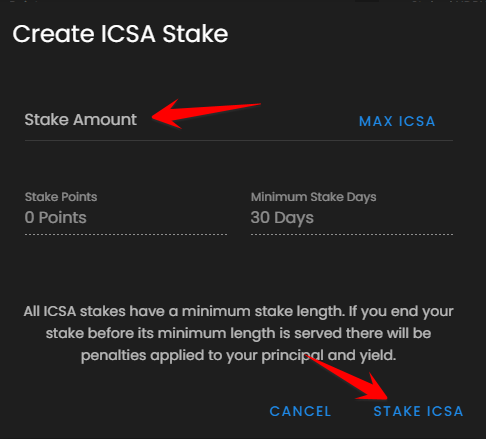 Create ICSA Stake
Stake Amount
MAX ICSA
Stake Points
Minimum Stake Days
0 Points
30 Days
All ICSA stakes have a minimum stake length. If you end your
stake before its minimum length is served there will be
penalties applied to your principal and yield.
CANCEL
STAKE ICSA